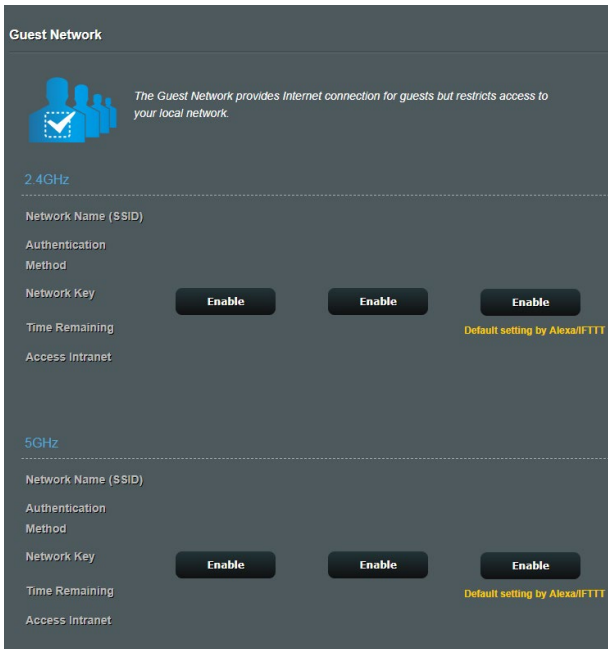 Guest Network
The Guest Network provides Internet connection for guests but restricts access to
your local network.
2.4GHz
Network Name (SSID)
Authentication
Method
Network Key
Enable Enable Enable
Time Remaining
Default setting by Alexa/IFTTT
Access Intranet
5GHz
Network Name (SSID)
Authentication
Method
Network Key
Enable Enable Enable
Time Remaining
Default setting by Alexa/IFTTT
Access Intranet